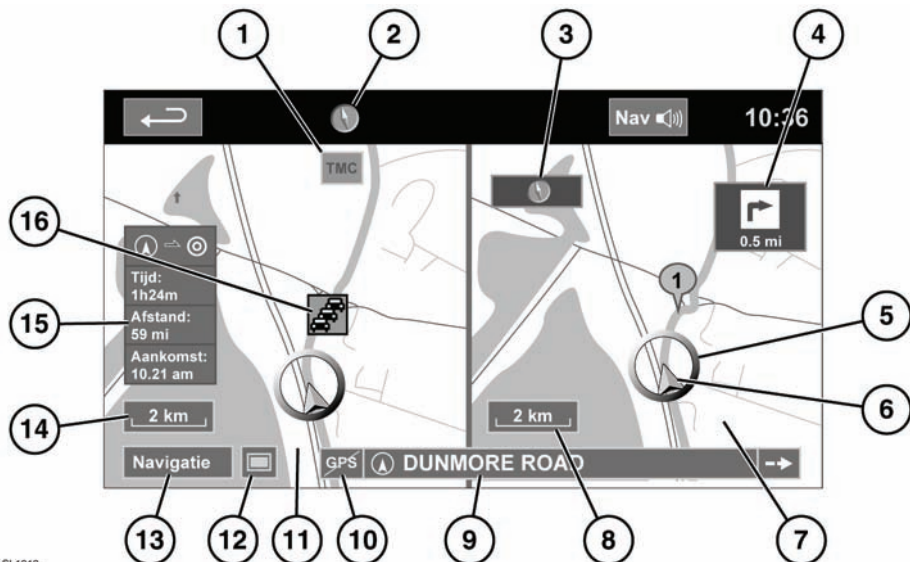 1
2
3
4
Nav
10:36
TMC
16
0.5 mi
Tijd:
1h24m
1
15
Afstand:
59 mi
5
Aankomst:
10.21 am
6
14
2 km
2 km
Navigatie
GPS
DUNMORE ROAD
13
12
11
10
9
8
7